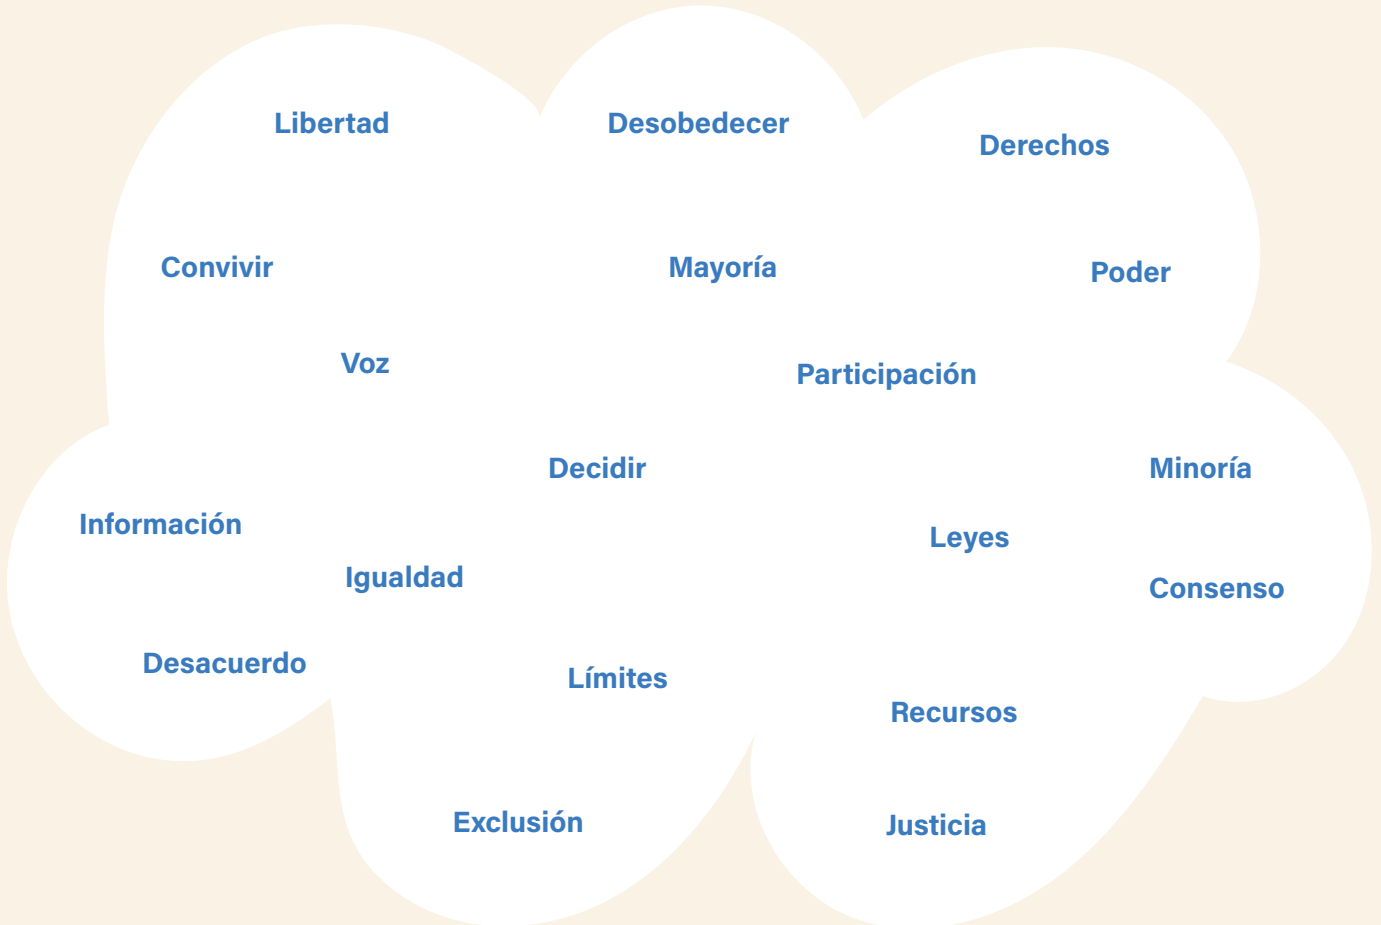 Libertad
Desobedecer
Derechos
Convivir
Mayoría
Poder
Voz
Participación
Decidir
Minoría
Información
Leyes
Igualdad
Consenso
Desacuerdo
Límites
Recursos
Exclusión
Justicia